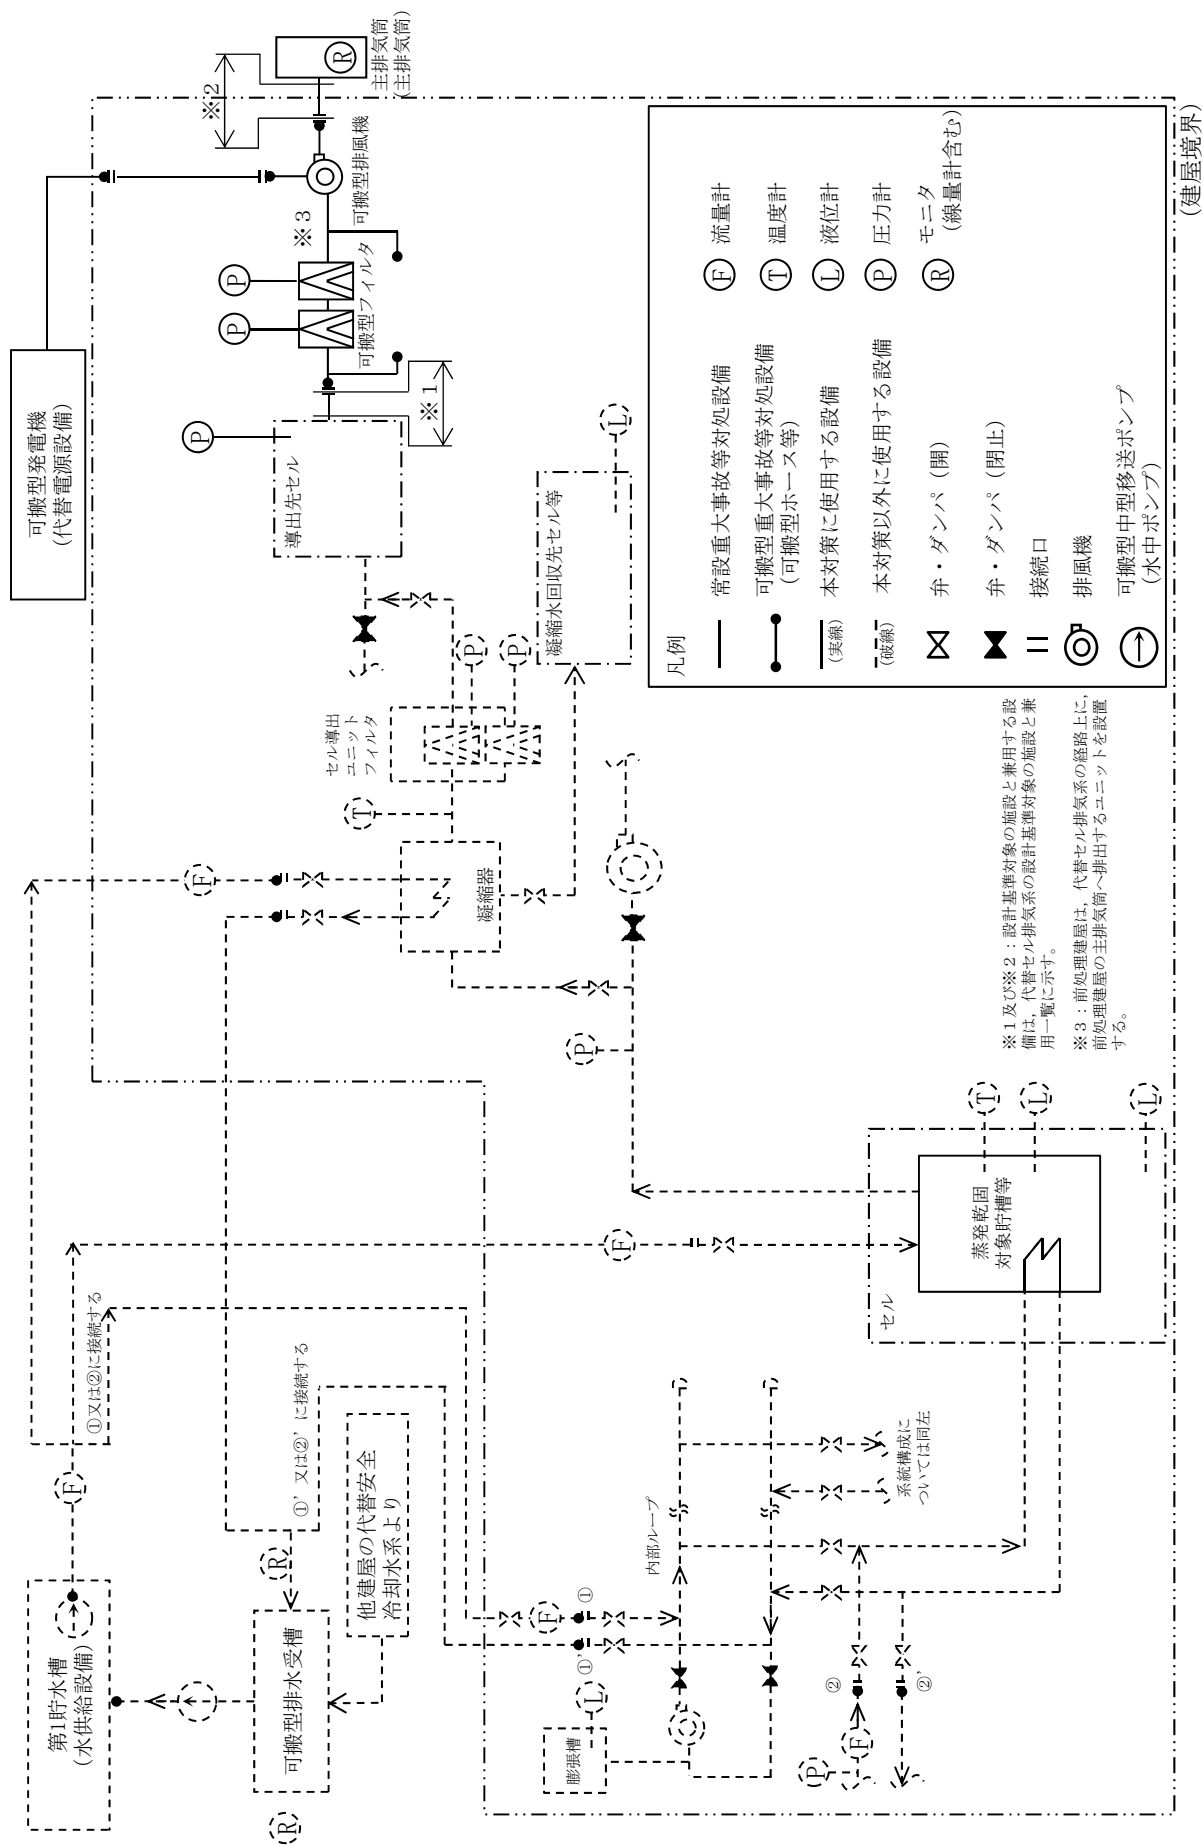 可搬型発電機
(代替電源設備)
※2
R
主排気筒
(主排気筒)
可搬型排風機
※3
P
P
可搬型フィルタ
P
※1
導出先セル
L
凝縮水回収先セル等
P
P
セル導出
ユニット
フィルタ
T
F
凝縮器
P
①又は②に接続する
F
F
第1貯水槽
(水供給設備)
R
①’又は②’に接続する
可搬型排水受槽
R
他建屋の代替安全
冷却水系より
内部ループ
系統構成に
ついては同左
F
①
①’
L
膨張槽
②
②’
F
P
セル
蒸発乾固
対象貯槽等
T
L
L
(建屋境界)
凡例
常設重大事故等対処設備
可搬型重大事故等対処設備
(可搬型ホース等)
(実線)
本対策に使用する設備
(破線)
本対策以外に使用する設備
弁・ダンパ (開)
弁・ダンパ (閉止)
接続口
排風機
可搬型中型移送ポンプ
(水中ポンプ)
F 流量計
T 温度計
L 液位計
P 圧力計
R モニタ
(線量計含む)
※1及び※2:設計基準対象の施設と兼用する設
備は,代替セル排気系の設計基準対象の施設と兼
用一覧に示す。
※3:前処理建屋は,代替セル排気系の経路上に,
前処理建屋の主排気筒へ排出するユニットを設置
する。